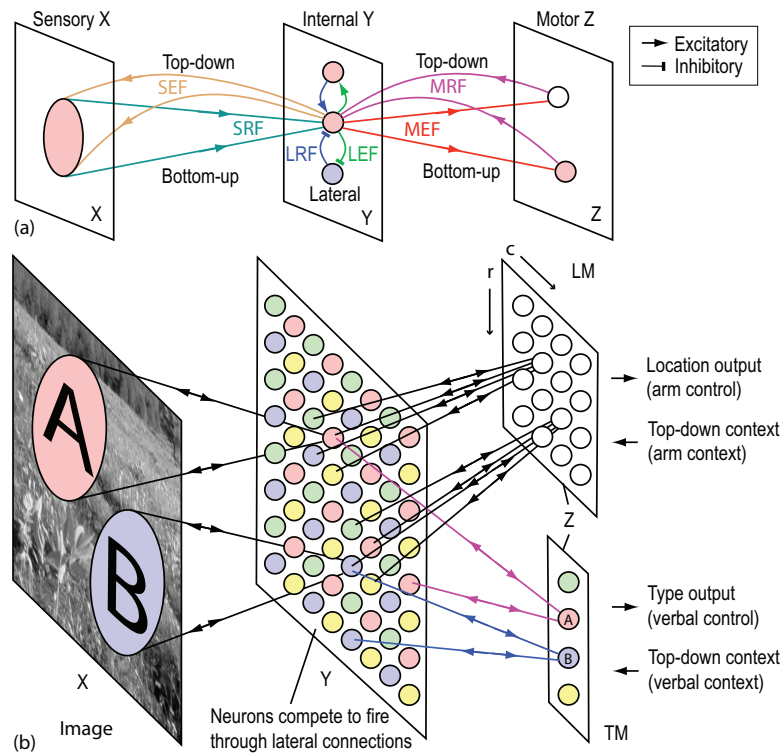 Sensory X
Internal Y
Motor Z
Excitatory
Inhibitory
Top-down
SEF
Top-down
MRF
SRF
MEF
LRF
LEF
Bottom-up
Lateral
Bottom-up
X
Y
Z
(a)
c
r
LM
Location output
(arm control)
Top-down context
(arm context)
A
B
Z
A
B
Type output
(verbal control)
Top-down context
(verbal context)
X
Y
TM
Image
Neurons compete to fire
through lateral connections
(b)